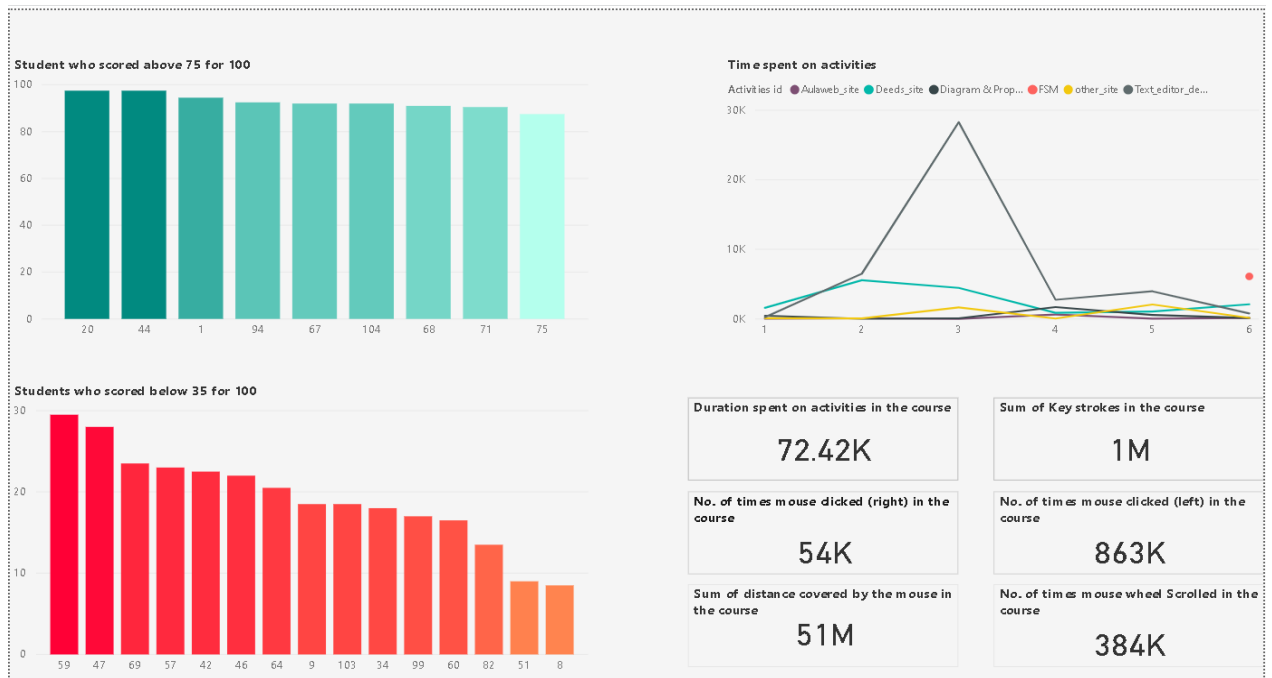 Student who scored above 75 for 100
100
80
60
40
20
0
20 44 1 94 67 104 68 71 75
Time spent on activities
Activities id Aulaweb_site Deeds_site Diagram & Prop... FSM other_site Text_editor_de...
30K
20K
10K
0K
1 2 3 4 5 6
Students who scored below 35 for 100
30
20
10
0
59 47 69 57 42 46 64 9 103 34 99 60 82 51 8
Duration spent on activities in the course
72.42K
Sum of Key strokes in the course
1M
No. of times mouse clicked (right) in the
course
54K
No. of times mouse clicked (left) in the
course
863K
Sum of distance covered by the mouse in
the course
51M
No. of times mouse wheel Scrolled in the
course
384K